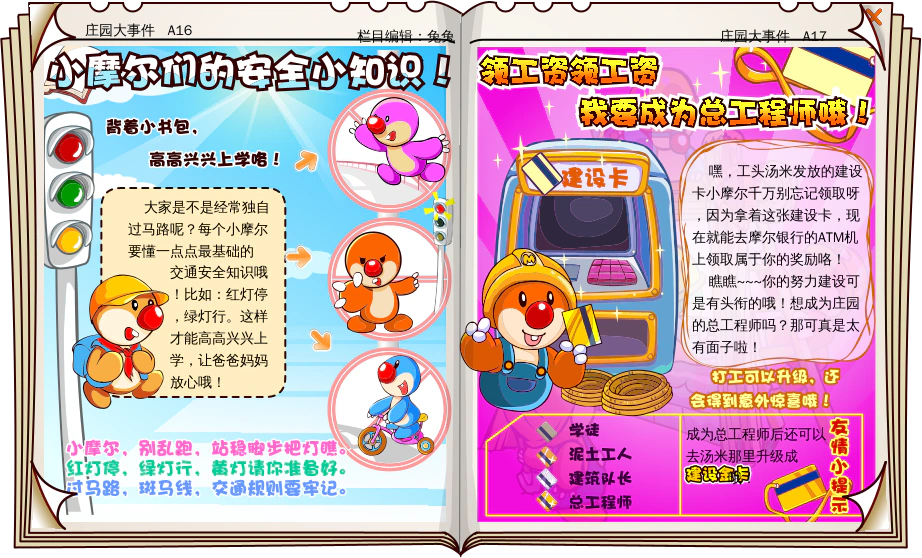 庄园大事件 A16
栏目编辑：兔兔
小摩尔们的安全小知识！
背着小书包，
高高兴兴上学咯！
大家是不是经常独自
过马路呢？每个小摩尔
要懂一点点最基础的
交通安全知识哦
！比如：红灯停
，绿灯行。这样
才能高高兴兴上
学，让爸爸妈妈
放心哦！
小摩尔，别乱跑，站稳脚步把灯瞧。
红灯停，绿灯行，黄灯请你准备好。
过马路，斑马线，交通规则要牢记。
庄园大事件 A17
领工资领工资
我要成为总工程师哦！
建设卡
嘿，工头汤米发放的建设
卡小摩尔千万别忘记领取呀
，因为拿着这张建设卡，现
在就能去摩尔银行的ATM机
上领取属于你的奖励咯！
瞧瞧~~~你的努力建设可
是有头衔的哦！想成为庄园
的总工程师吗？那可真是太
有面子啦！
打工可以升级，还
会得到意外惊喜哦！
学徒
泥土工人
建筑队长
总工程师
成为总工程师后还可以
去汤米那里升级成
建设金卡
友情小提示
M